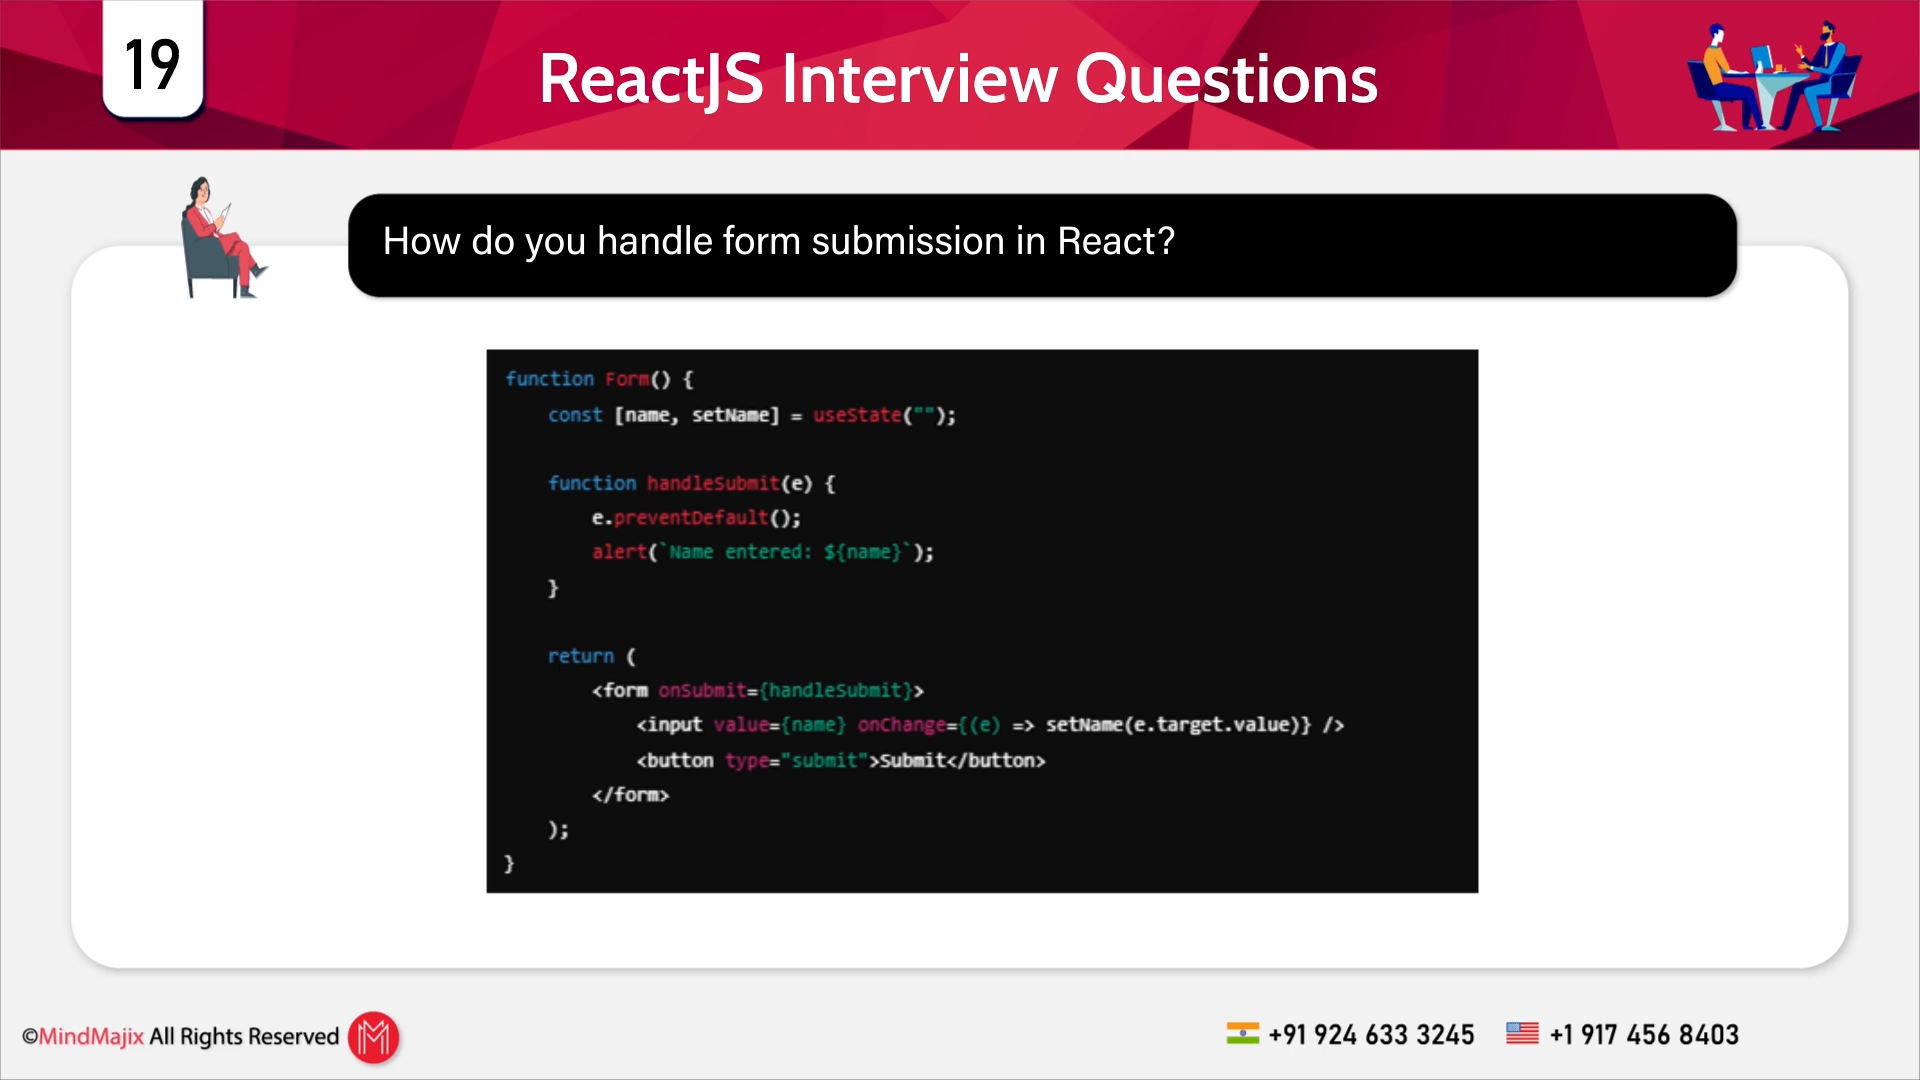 19
ReactJS Interview Questions
How do you handle form submission in React?
function Form() {
    const [name, setName] = useState("");

    function handleSubmit(e) {
        e.preventDefault();
        alert(`Name entered: ${name}`);
    }

    return (
        <form onSubmit={handleSubmit}>
            <input value={name} onChange={(e) => setName(e.target.value)} />
            <button type="submit">Submit</button>
        </form>
    );
}
©MindMajix All Rights Reserved
+91 924 633 3245
+1 917 456 8403